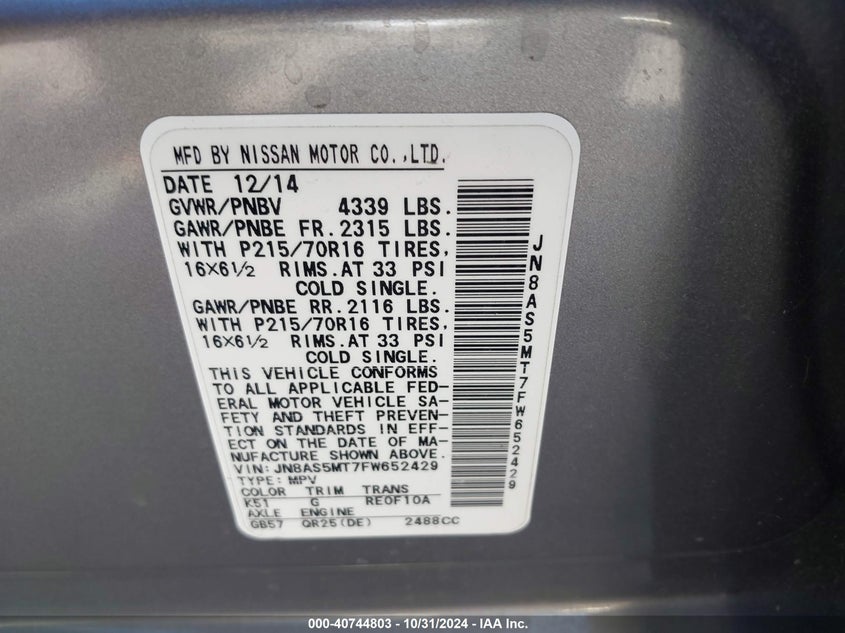 MFD BY NISSAN MOTOR CO.,LTD.
DATE 12/14
GVWR/PNBV 4339 LBS.
GAWR/PNBE FR. 2315 LBS.
WITH P215/70R16 TIRES,
16X6½ RIMS. AT 33 PSI
COLD SINGLE.
GAWR/PNBE RR. 2116 LBS.
WITH P215/70R16 TIRES,
16X6½ RIMS. AT 33 PSI
COLD SINGLE.
THIS VEHICLE CONFORMS
TO ALL APPLICABLE FED-
ERAL MOTOR VEHICLE SA-
FETY AND THEFT PREVEN-
TION STANDARDS IN EFF-
ECT ON THE DATE OF MA-
NUFACTURE SHOWN ABOVE.
VIN: JN8AS5MT7FW652429
TYPE: MPV
COLOR TRIM TRANS
K51 G RE0F10A
AXLE ENGINE
GB57 QR25(DE) 2488CC
JN8AS5MT7FW652429
000-40744803 - 10/31/2024 - IAA Inc.